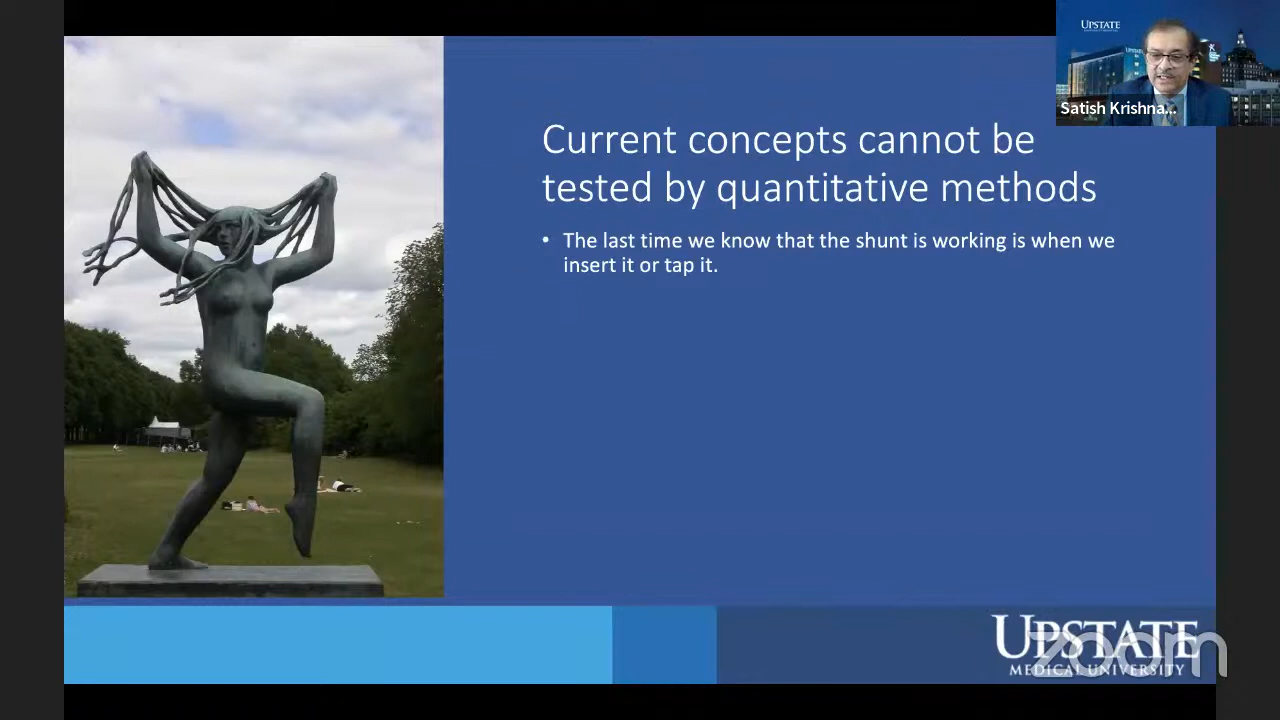 UPSTATE
Satish Krishna...
Current concepts cannot be
tested by quantitative methods
• The last time we know that the shunt is working is when we
insert it or tap it.
UPSTATE
MEDICAL UNIVERSITY
zoom